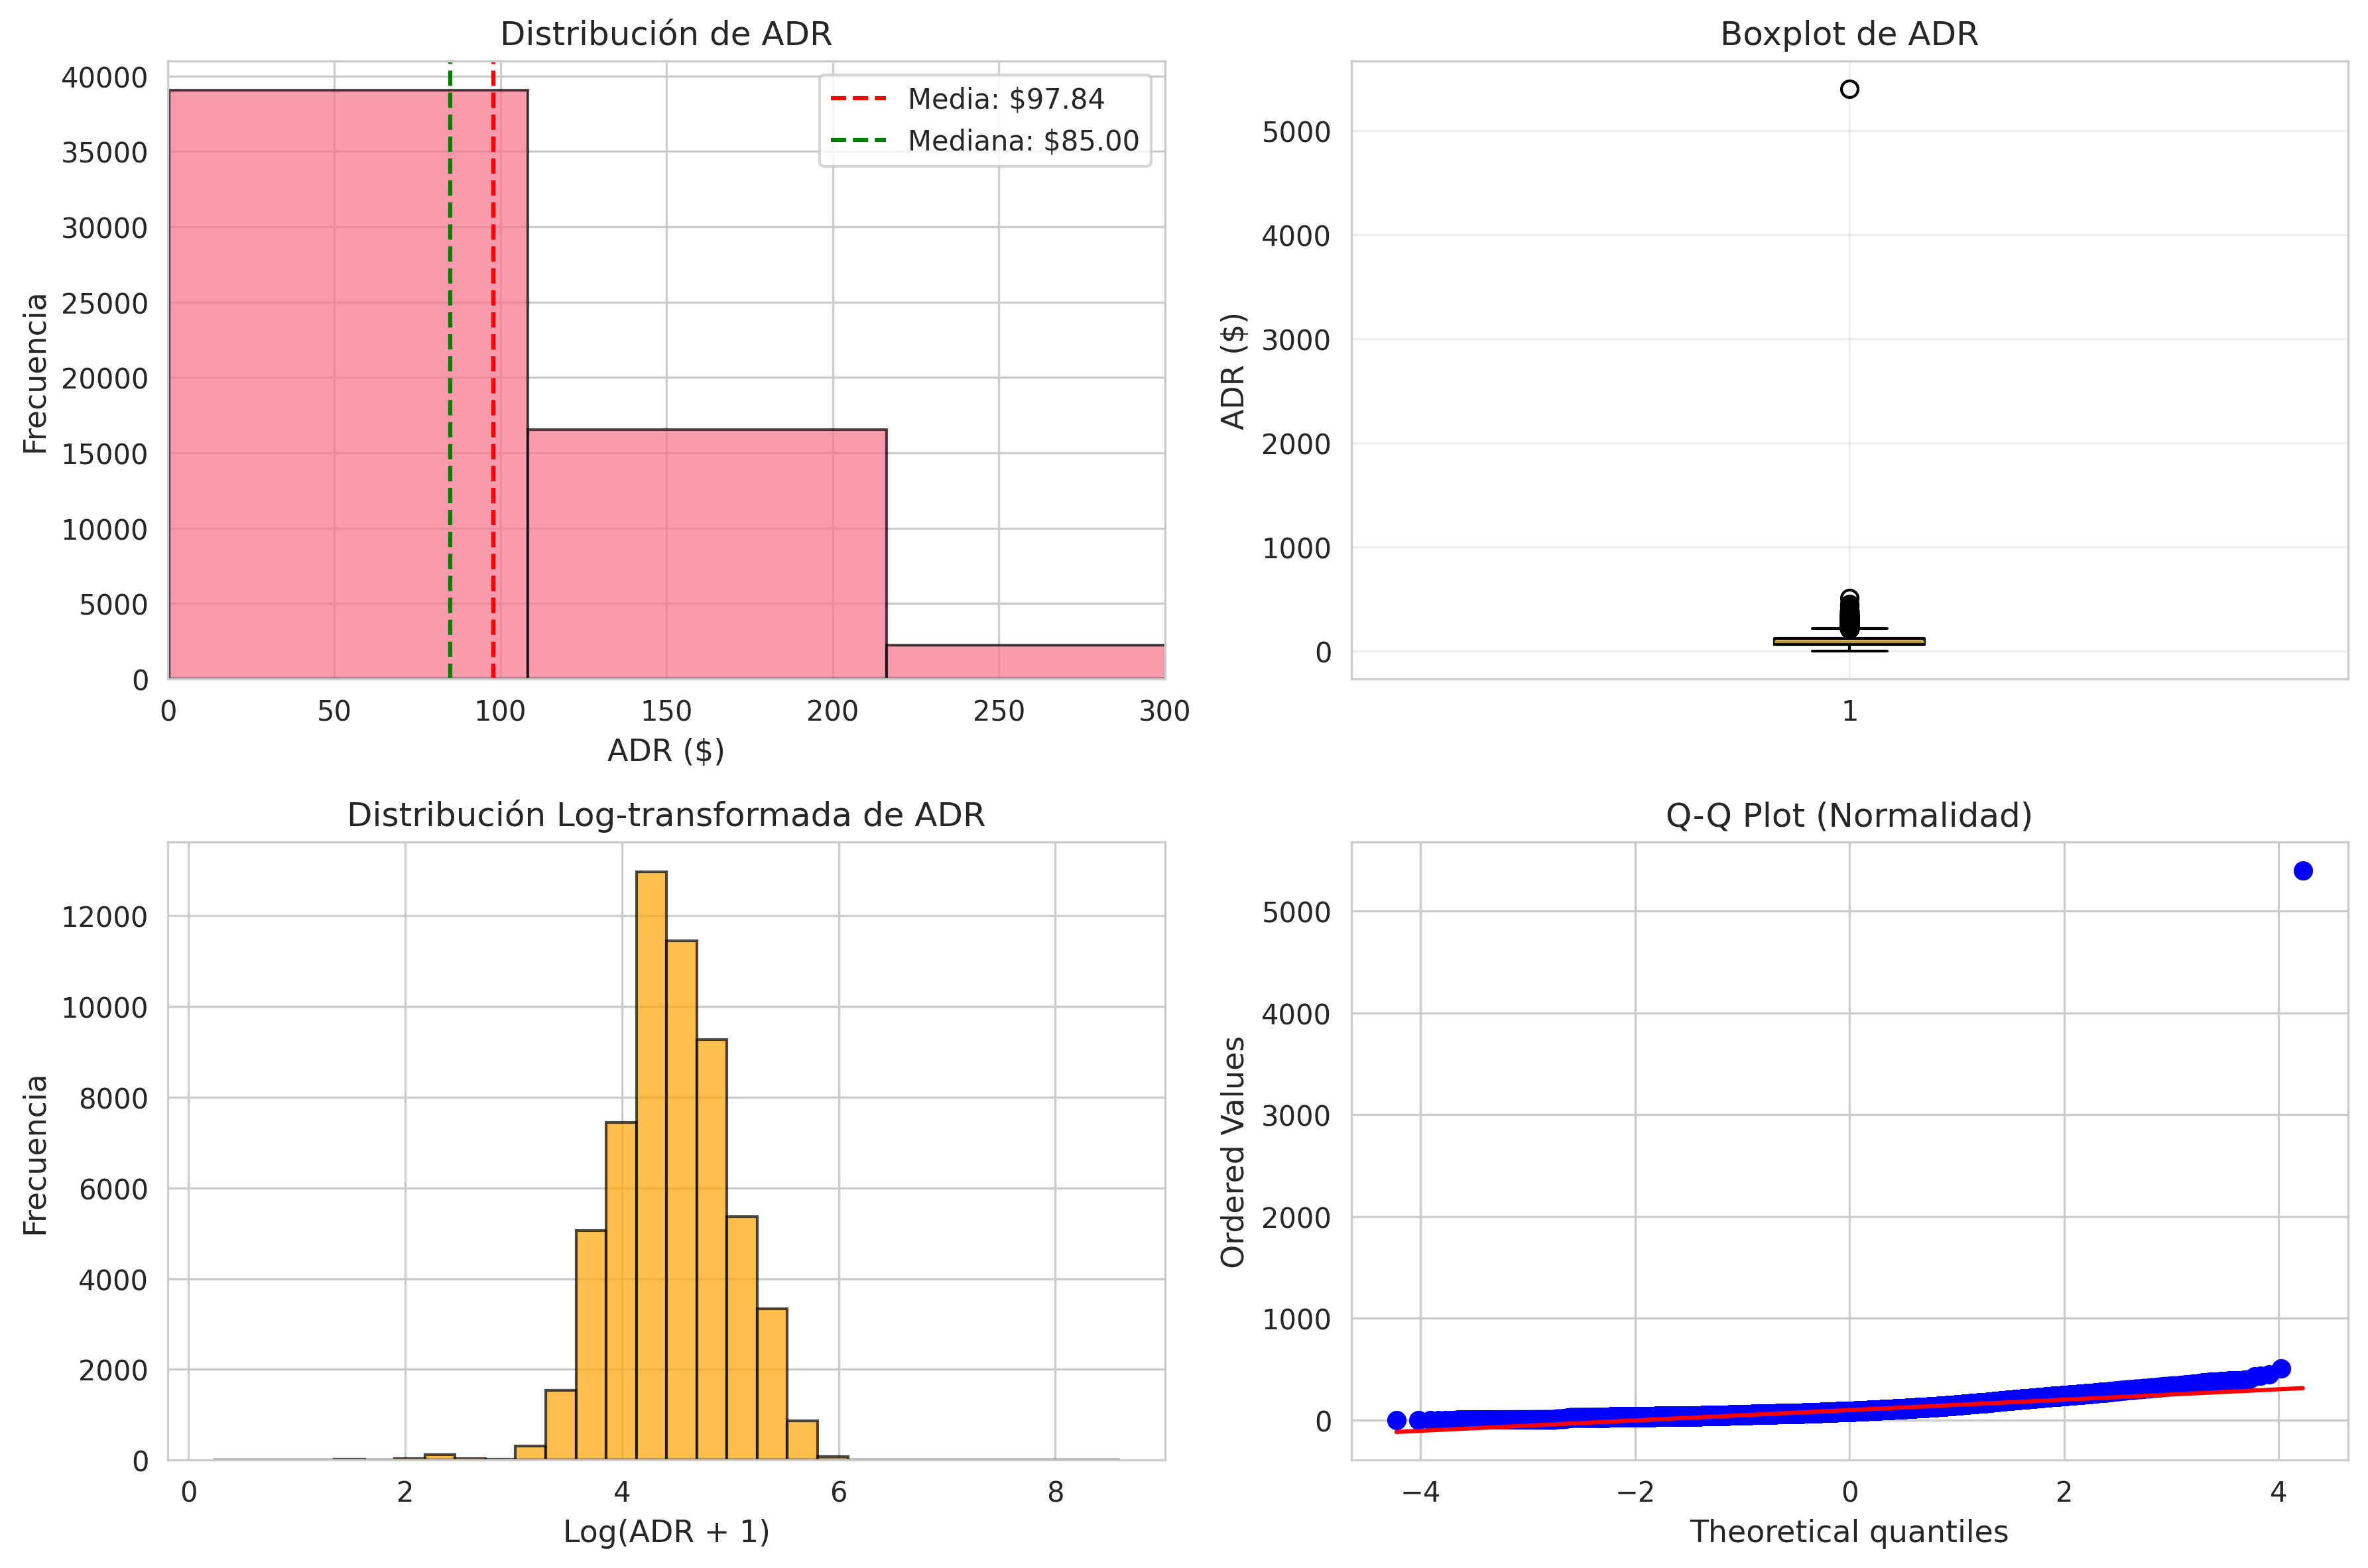 Distribución de ADR
40000
35000
30000
25000
20000
15000
10000
5000
0
Frecuencia
Media: $97.84
Mediana: $85.00
0 50 100 150 200 250 300
ADR ($)
Boxplot de ADR
5000
4000
3000
2000
1000
0
ADR ($)
1
Distribución Log-transformada de ADR
12000
10000
8000
6000
4000
2000
0
Frecuencia
0 2 4 6 8
Log(ADR + 1)
Q-Q Plot (Normalidad)
5000
4000
3000
2000
1000
0
Ordered Values
−4 −2 0 2 4
Theoretical quantiles